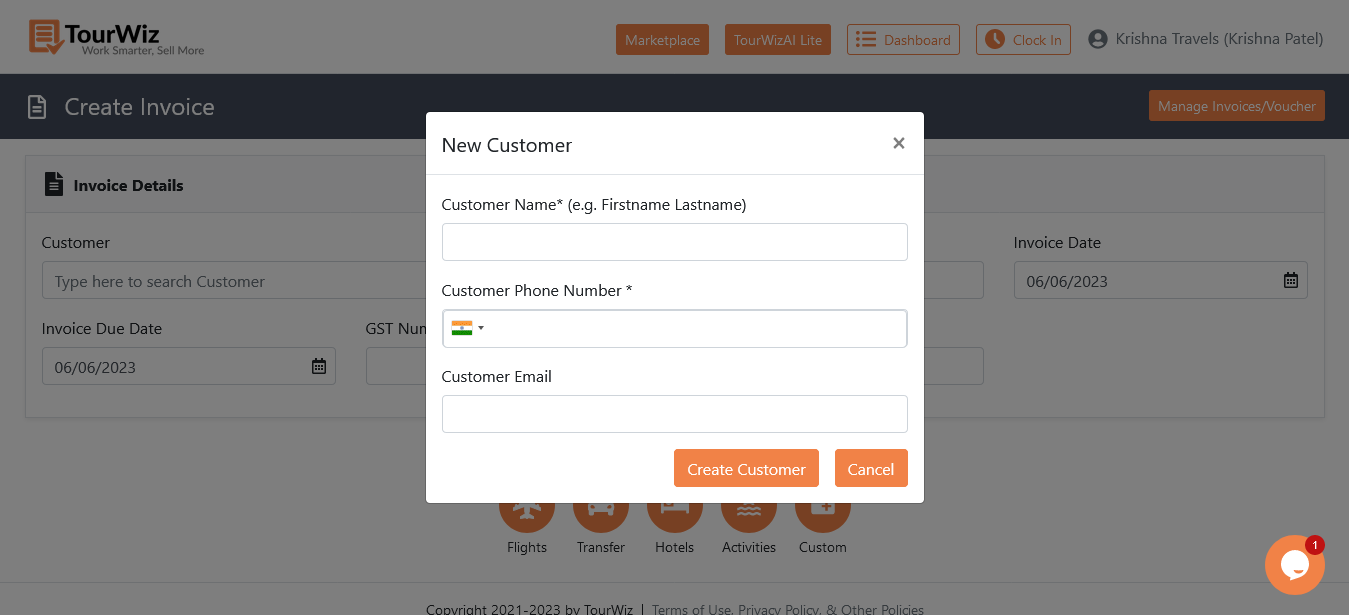 TourWiz
Work Smarter, Sell More
Marketplace
TourWizAI Lite
Dashboard
Clock In
Krishna Travels (Krishna Patel)
Create Invoice
Manage Invoices/Voucher
New Customer
×
Invoice Details
Customer Name* (e.g. Firstname Lastname)
Customer
Invoice Date
Type here to search Customer
06/06/2023
Customer Phone Number *
Invoice Due Date
GST Num
06/06/2023
Customer Email
Create Customer
Cancel
Flights
Transfer
Hotels
Activities
Custom
1
Copyright 2021-2023 by TourWiz | Terms of Use, Privacy Policy, & Other Policies